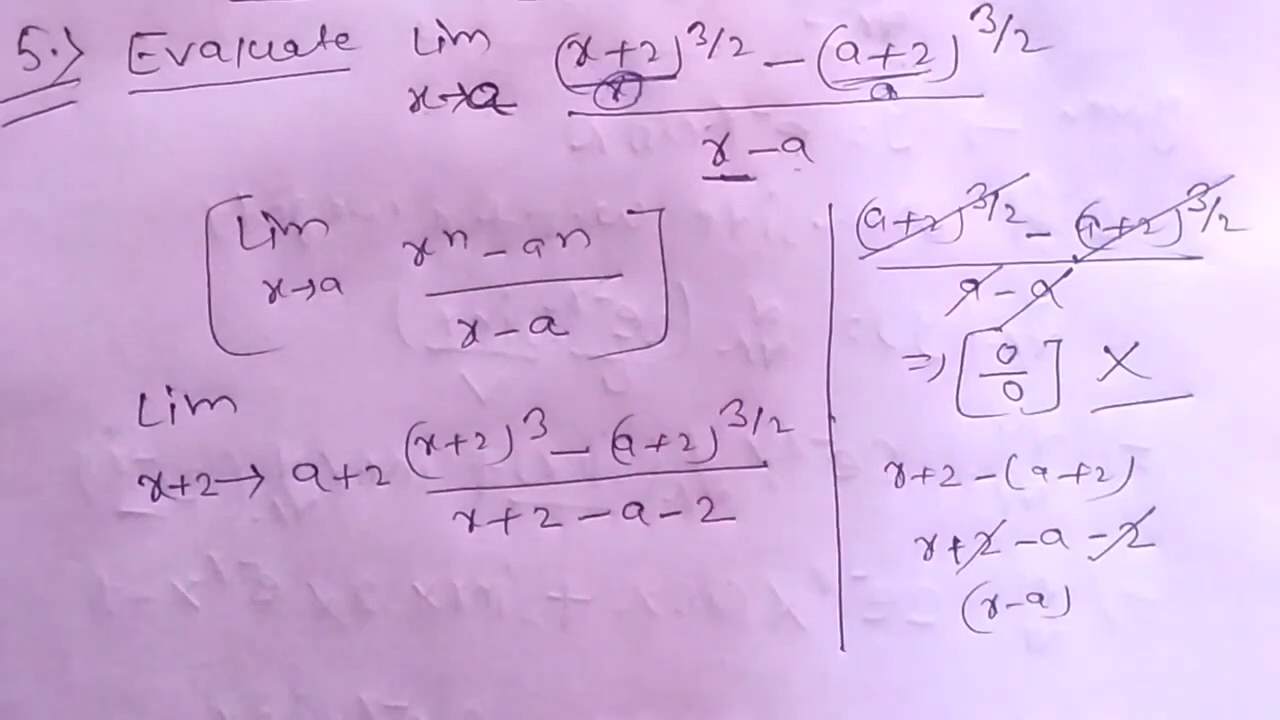 5.) Evaluate Lim x→a (x+2)^3/2 - (a+2)^3/2
x a
x - a
[Lim x→a x^n - a^n
x - a]
Lim
x+2 → a+2 (x+2)^3 - (a+2)^3/2
x+2-a-2
(a+2)^3/2 - (a+2)^3/2
a - a
⇒ [0/0] X
x+2-(a+2)
x+2-a-2
(x-a)